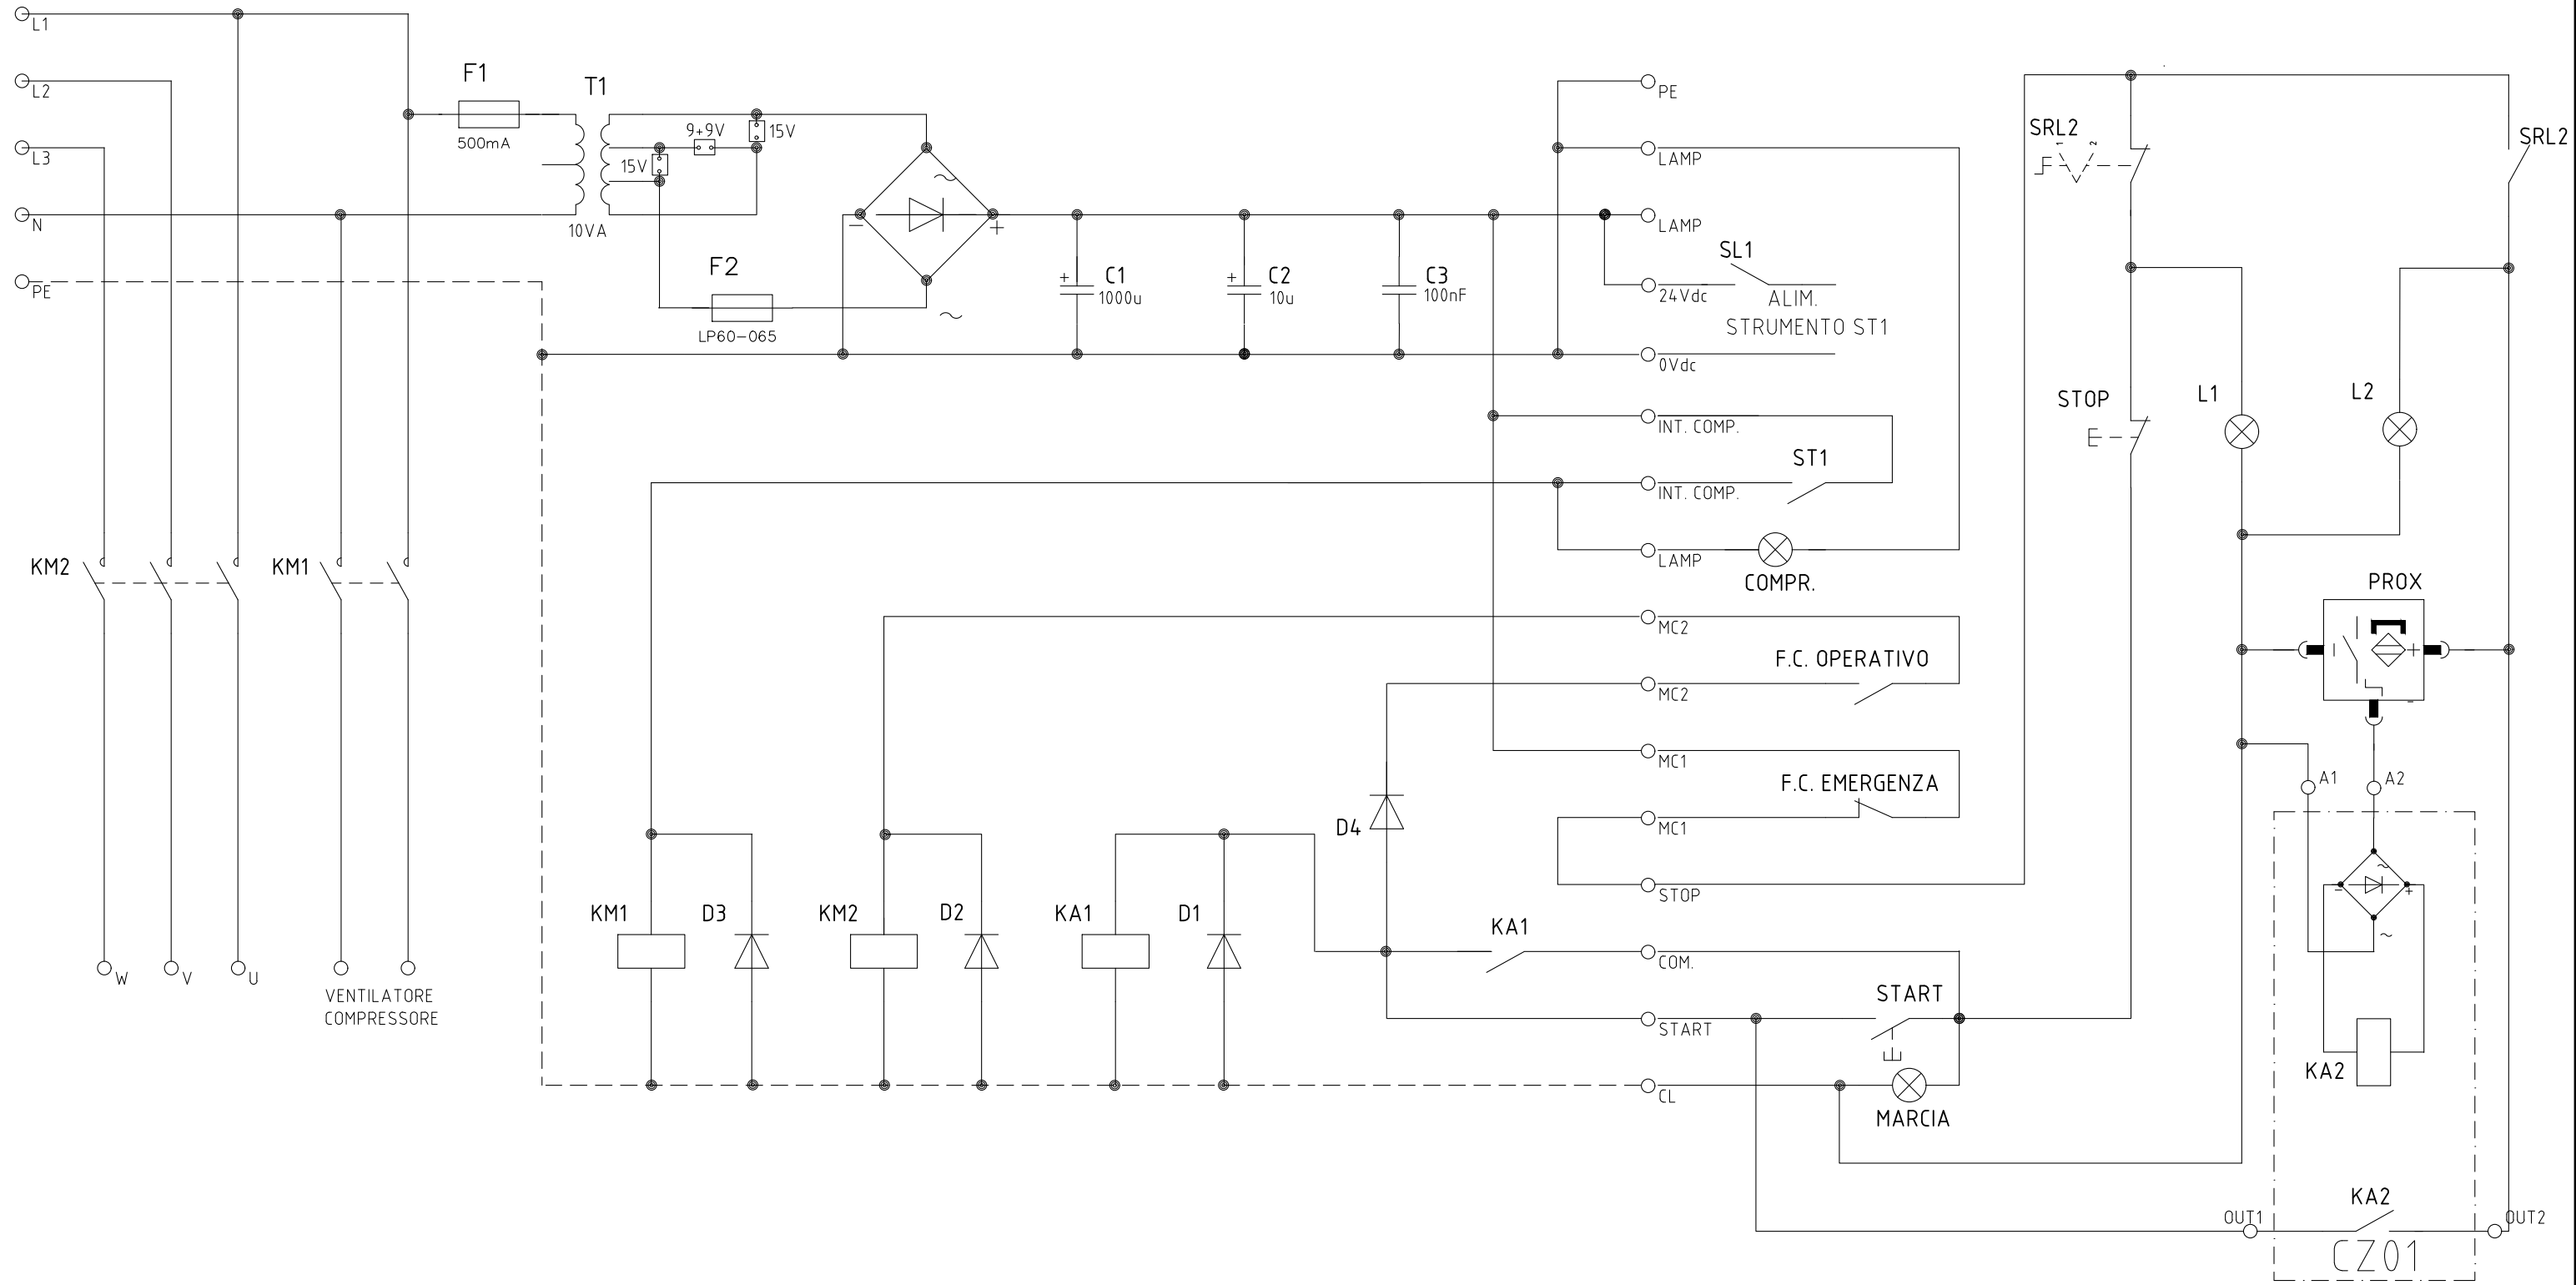 L1
L2
L3
N
PE
F1
500mA
T1
10VA
9+9V
15V
15V
F2
LP60-065
+
C1
1000u
+
C2
10u
C3
100nF
PE
LAMP
LAMP
SL1
24Vdc
ALIM.
STRUMENTO ST1
0Vdc
INT. COMP.
ST1
INT. COMP.
LAMP
COMPR.
MC2
F.C. OPERATIVO
MC2
MC1
F.C. EMERGENZA
MC1
STOP
KA1
COM.
START
START
CL
MARCIA
SRL2
1
2
SRL2
STOP
L1
L2
PROX
A1
A2
KA2
KA2
OUT1
OUT2
CZ01
KM2
KM1
W
V
U
VENTILATORE
COMPRESSORE
KM1
D3
KM2
D2
KA1
D1
D4